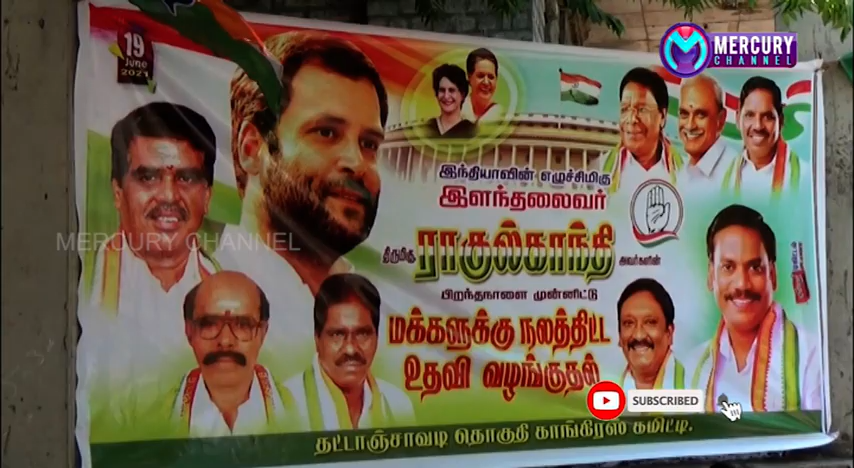 19
June
2021
MERCURY
CHANNEL
இந்தியாவின் எழுச்சிமிகு
இளந்தலைவர்
திருமிகு ராகுல்காந்தி அவர்களின்
பிறந்தநாளை முன்னிட்டு
மக்களுக்கு நலத்திட்ட
உதவி வழங்குதல்
தட்டாஞ்சாவடி தொகுதி காங்கிரஸ் கமிட்டி.
MERCURY CHANNEL
SUBSCRIBED